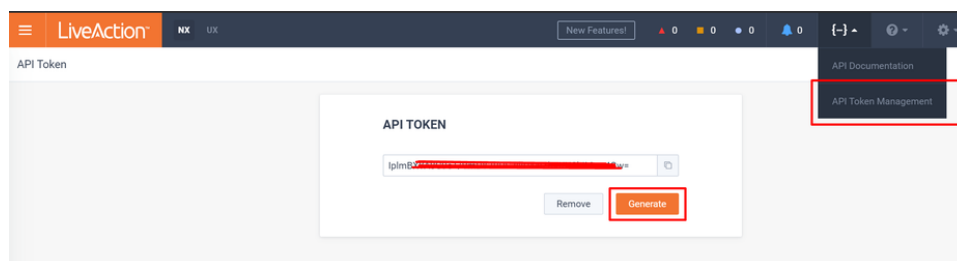 LiveAction NX UX New Features! 0 0 0 0 {-}
API Token
API Documentation
API Token Management
API TOKEN
Remove Generate